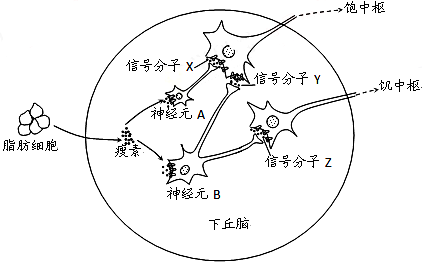 饱中枢
信号分子 X
信号分子 Y
神经元 A
饥中枢
脂肪细胞
瘦素
信号分子 Z
神经元 B
下丘脑